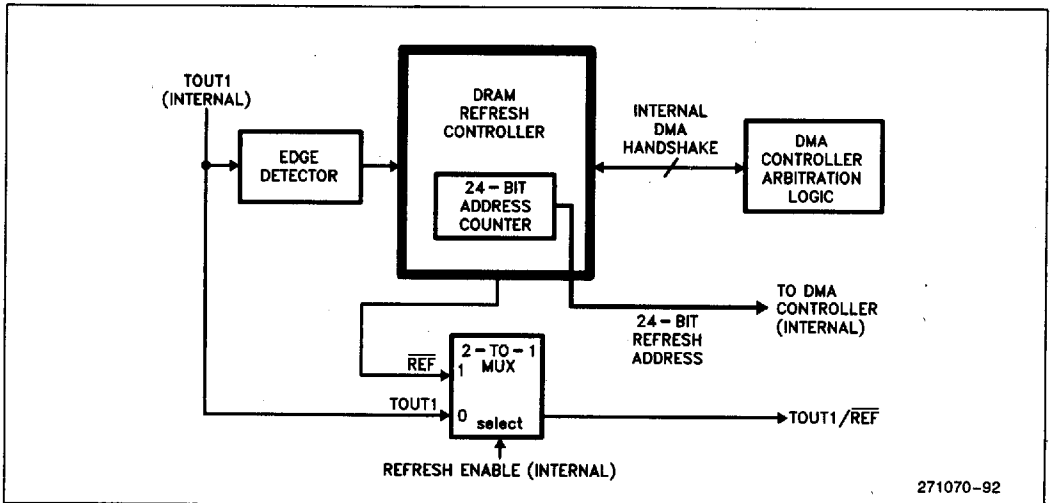 TOUT1
(INTERNAL)
EDGE
DETECTOR
DRAM
REFRESH
CONTROLLER
24-BIT
ADDRESS
COUNTER
INTERNAL
DMA
HANDSHAKE
DMA
CONTROLLER
ARBITRATION
LOGIC
TO DMA
CONTROLLER
(INTERNAL)
24-BIT
REFRESH
ADDRESS
2-TO-1
MUX
REF
1
TOUT1
0
select
TOUT1/REF
REFRESH ENABLE (INTERNAL)
271070-92